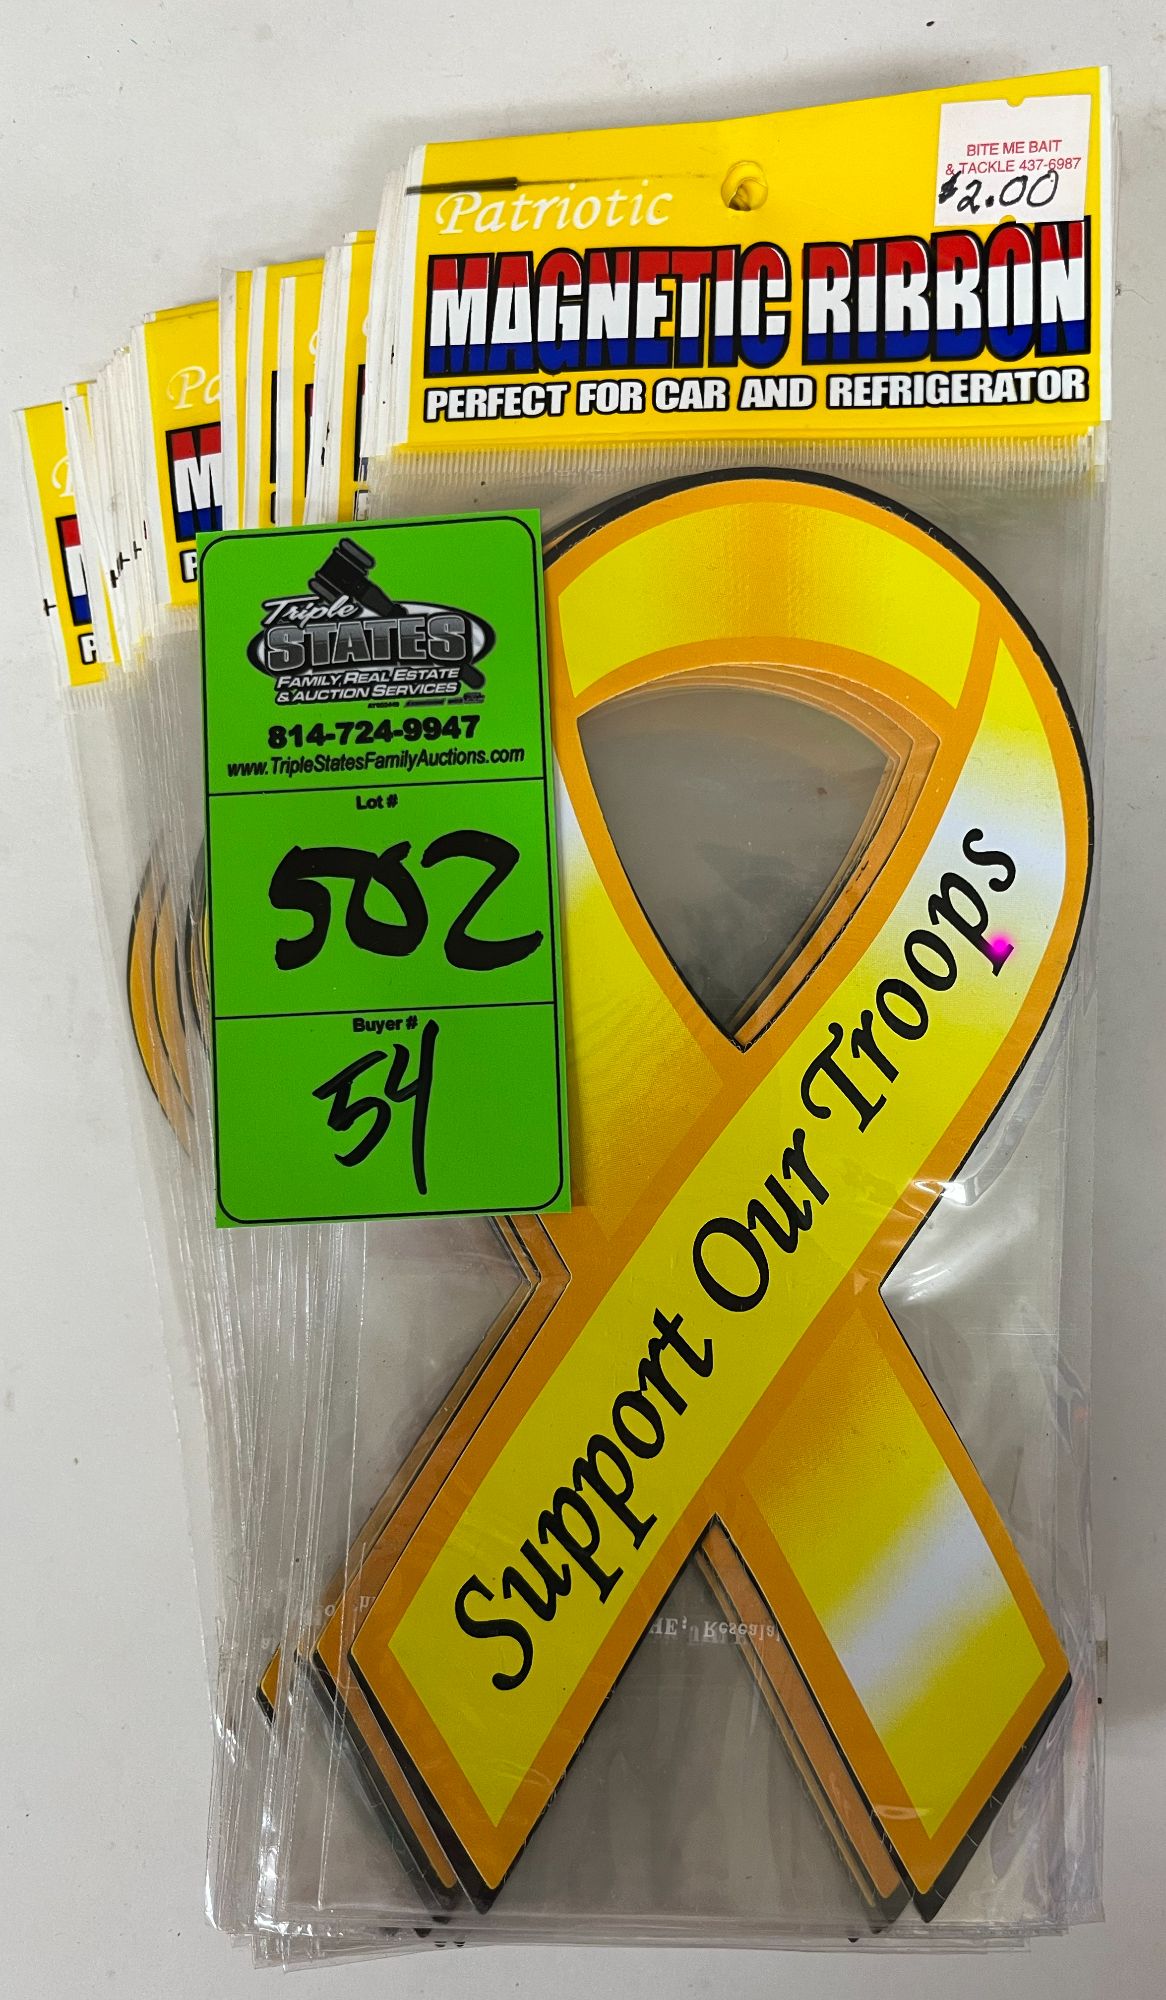 BITE ME BAIT
& TACKLE 437-6987
$2.00
Patriotic
MAGNETIC RIBBON
PERFECT FOR CAR AND REFRIGERATOR
Pa
M
P
M
P
Triple
STATES
FAMILY, REAL ESTATE
& AUCTION SERVICES
814-724-9947
www.TripleStatesFamilyAuctions.com
Lot #
502
Buyer #
54
Support Our Troops